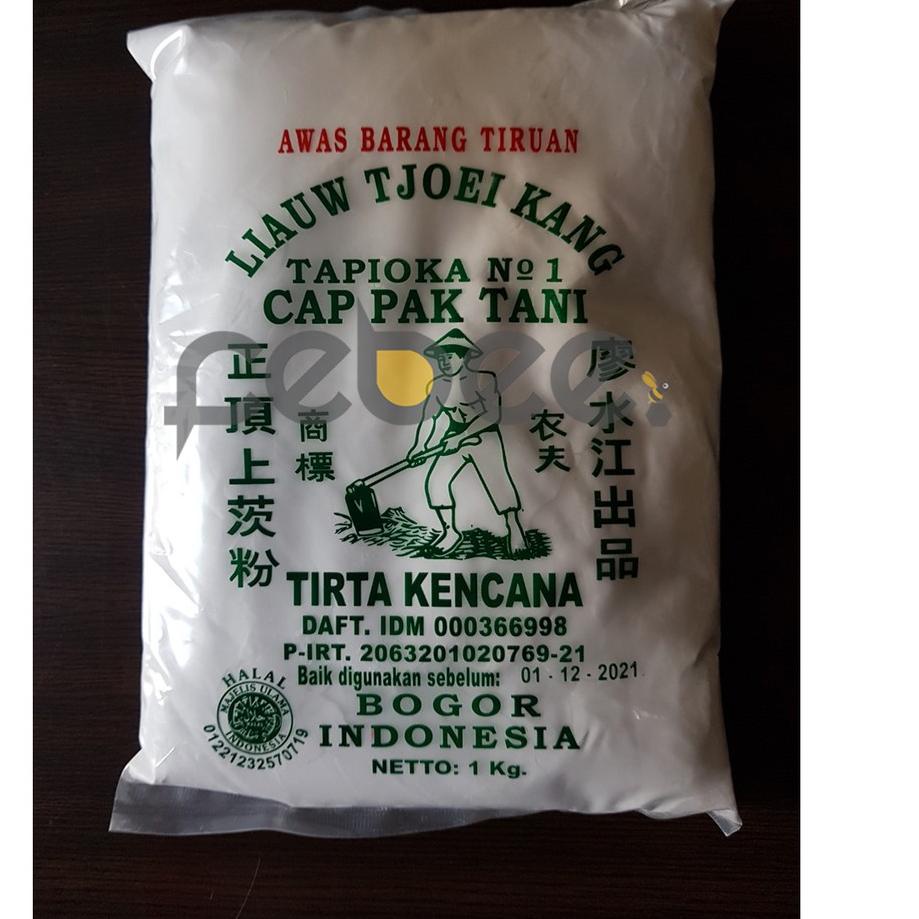 AWAS BARANG TIRUAN
LIAUW TJOEI KANG
TAPIOKA Nº 1
CAP PAK TANI
febee
正頂上茨粉
商標
农夫
廖水江出品
TIRTA KENCANA
DAFT. IDM 000366998
P-IRT. 2063201020769-21
Baik digunakan sebelum: 01 - 12 - 2021
BOGOR
INDONESIA
NETTO: 1 Kg.
HALAL
MAJELIS ULAMA
INDONESIA
01221232570719